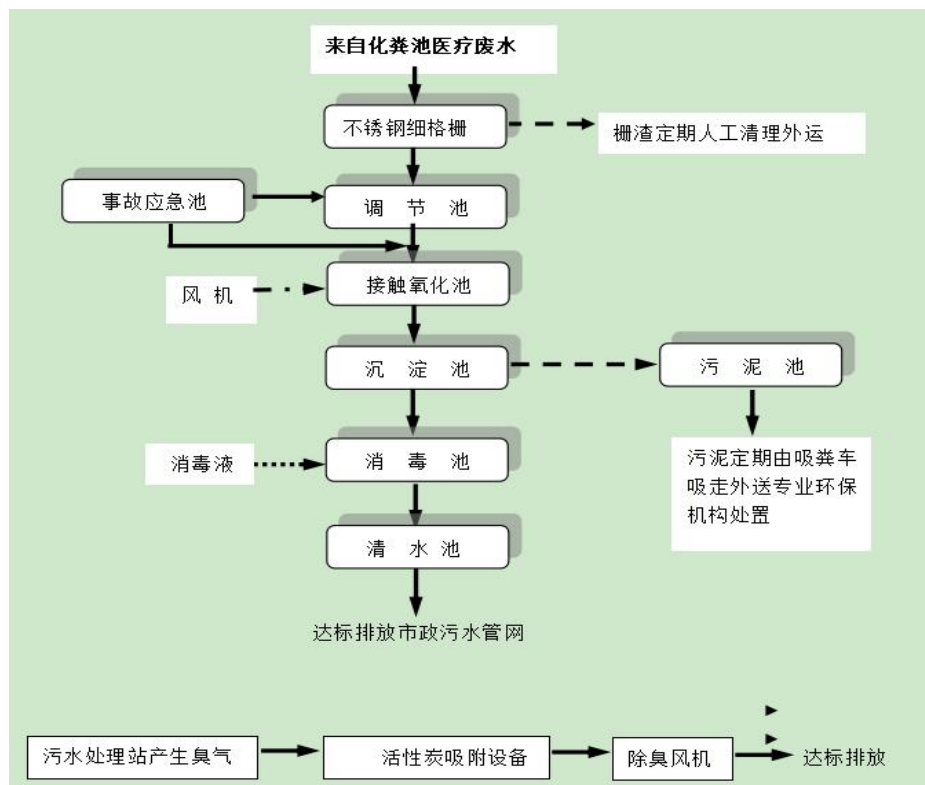 来自化粪池医疗废水
不锈钢细格栅
栅渣定期人工清理外运
事故应急池
调 节 池
风 机
接触氧化池
沉 淀 池
污 泥 池
消毒液
消 毒 池
污泥定期由吸粪车
吸走外送专业环保
机构处置
清 水 池
达标排放市政污水管网
污水处理站产生臭气
活性炭吸附设备
除臭风机
达标排放